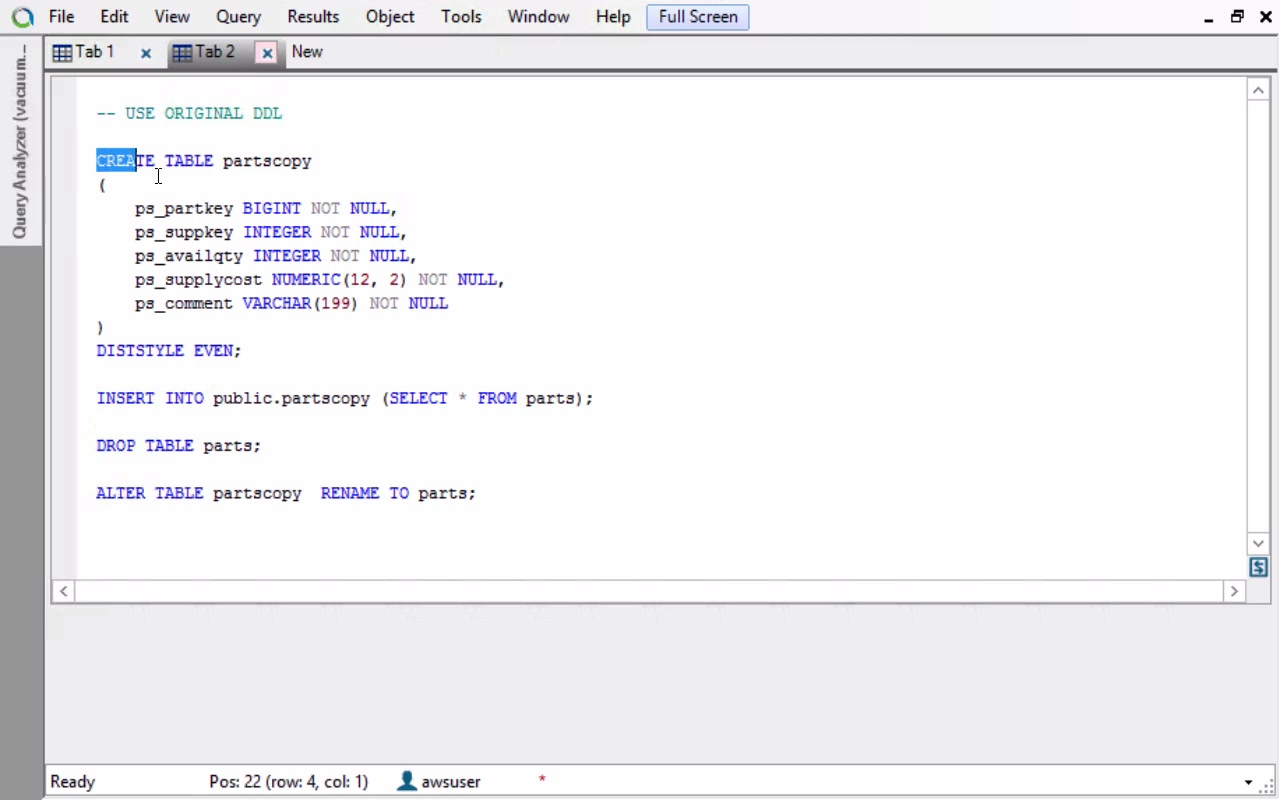 File Edit View Query Results Object Tools Window Help Full Screen
Query Analyzer (vacuum...
Tab 1 Tab 2 New
-- USE ORIGINAL DDL
CREATE TABLE partscopy
(
ps_partkey BIGINT NOT NULL,
ps_suppkey INTEGER NOT NULL,
ps_availqty INTEGER NOT NULL,
ps_supplycost NUMERIC(12, 2) NOT NULL,
ps_comment VARCHAR(199) NOT NULL
)
DISTSTYLE EVEN;
INSERT INTO public.partscopy (SELECT * FROM parts);
DROP TABLE parts;
ALTER TABLE partscopy  RENAME TO parts;
Ready Pos: 22 (row: 4, col: 1) awsuser *